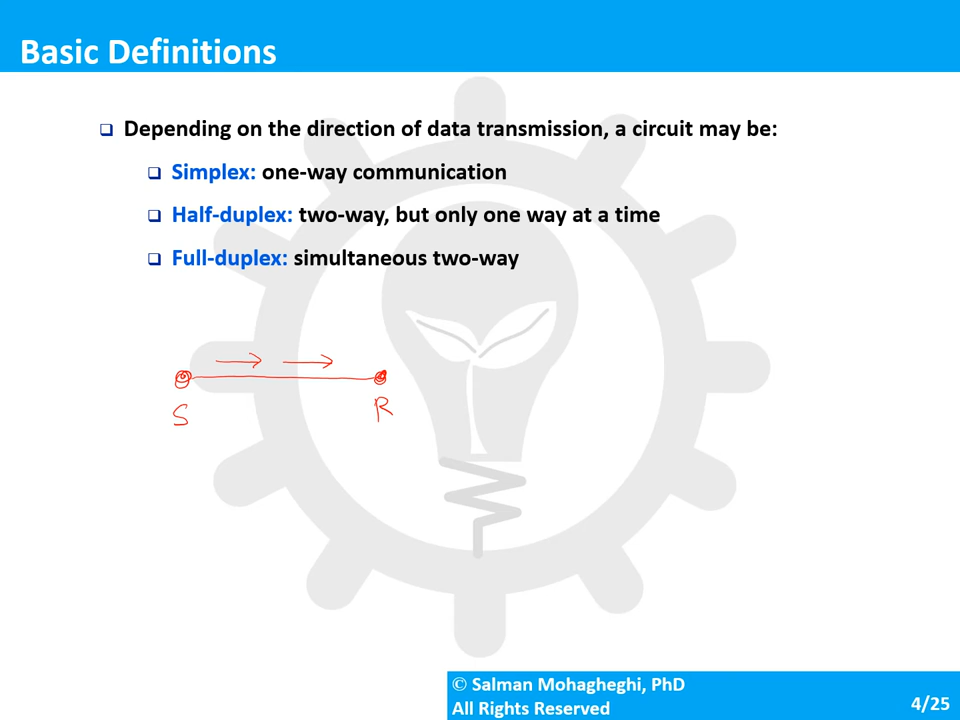 Basic Definitions
Depending on the direction of data transmission, a circuit may be:
Simplex: one-way communication
Half-duplex: two-way, but only one way at a time
Full-duplex: simultaneous two-way
S R
© Salman Mohagheghi, PhD
All Rights Reserved
4/25